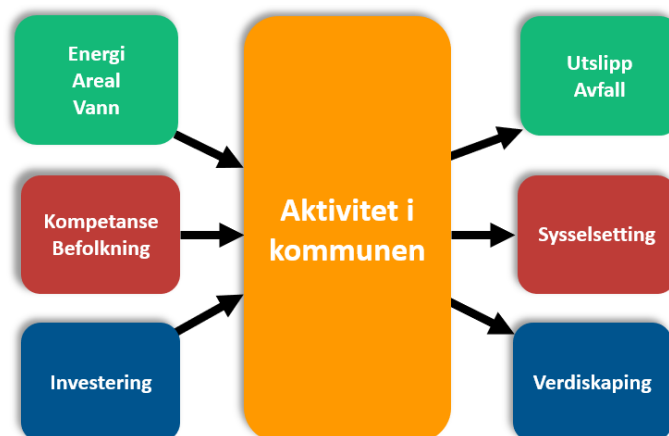 Energi
Areal
Vann
Kompetanse
Befolkning
Investering
Aktivitet i
kommunen
Utslipp
Avfall
Sysselsetting
Verdiskaping